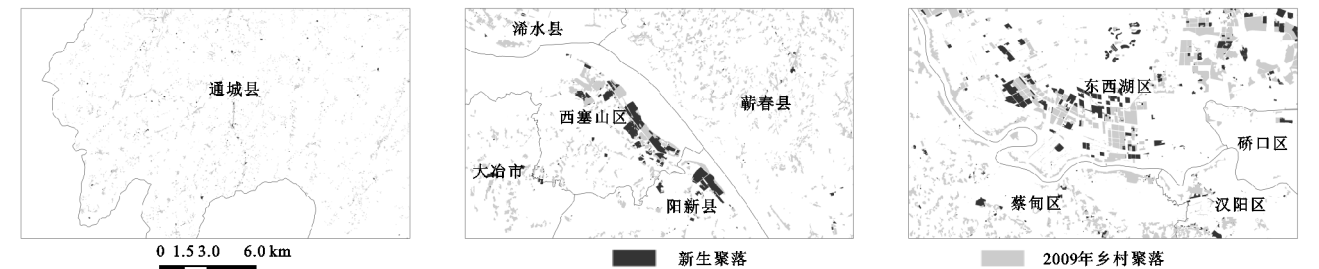 通城县
浠水县
西塞山区
蕲春县
大冶市
阳新县
东西湖区
硚口区
蔡甸区
汉阳区
0 1.5 3.0 6.0 km
新生聚落
2009年乡村聚落